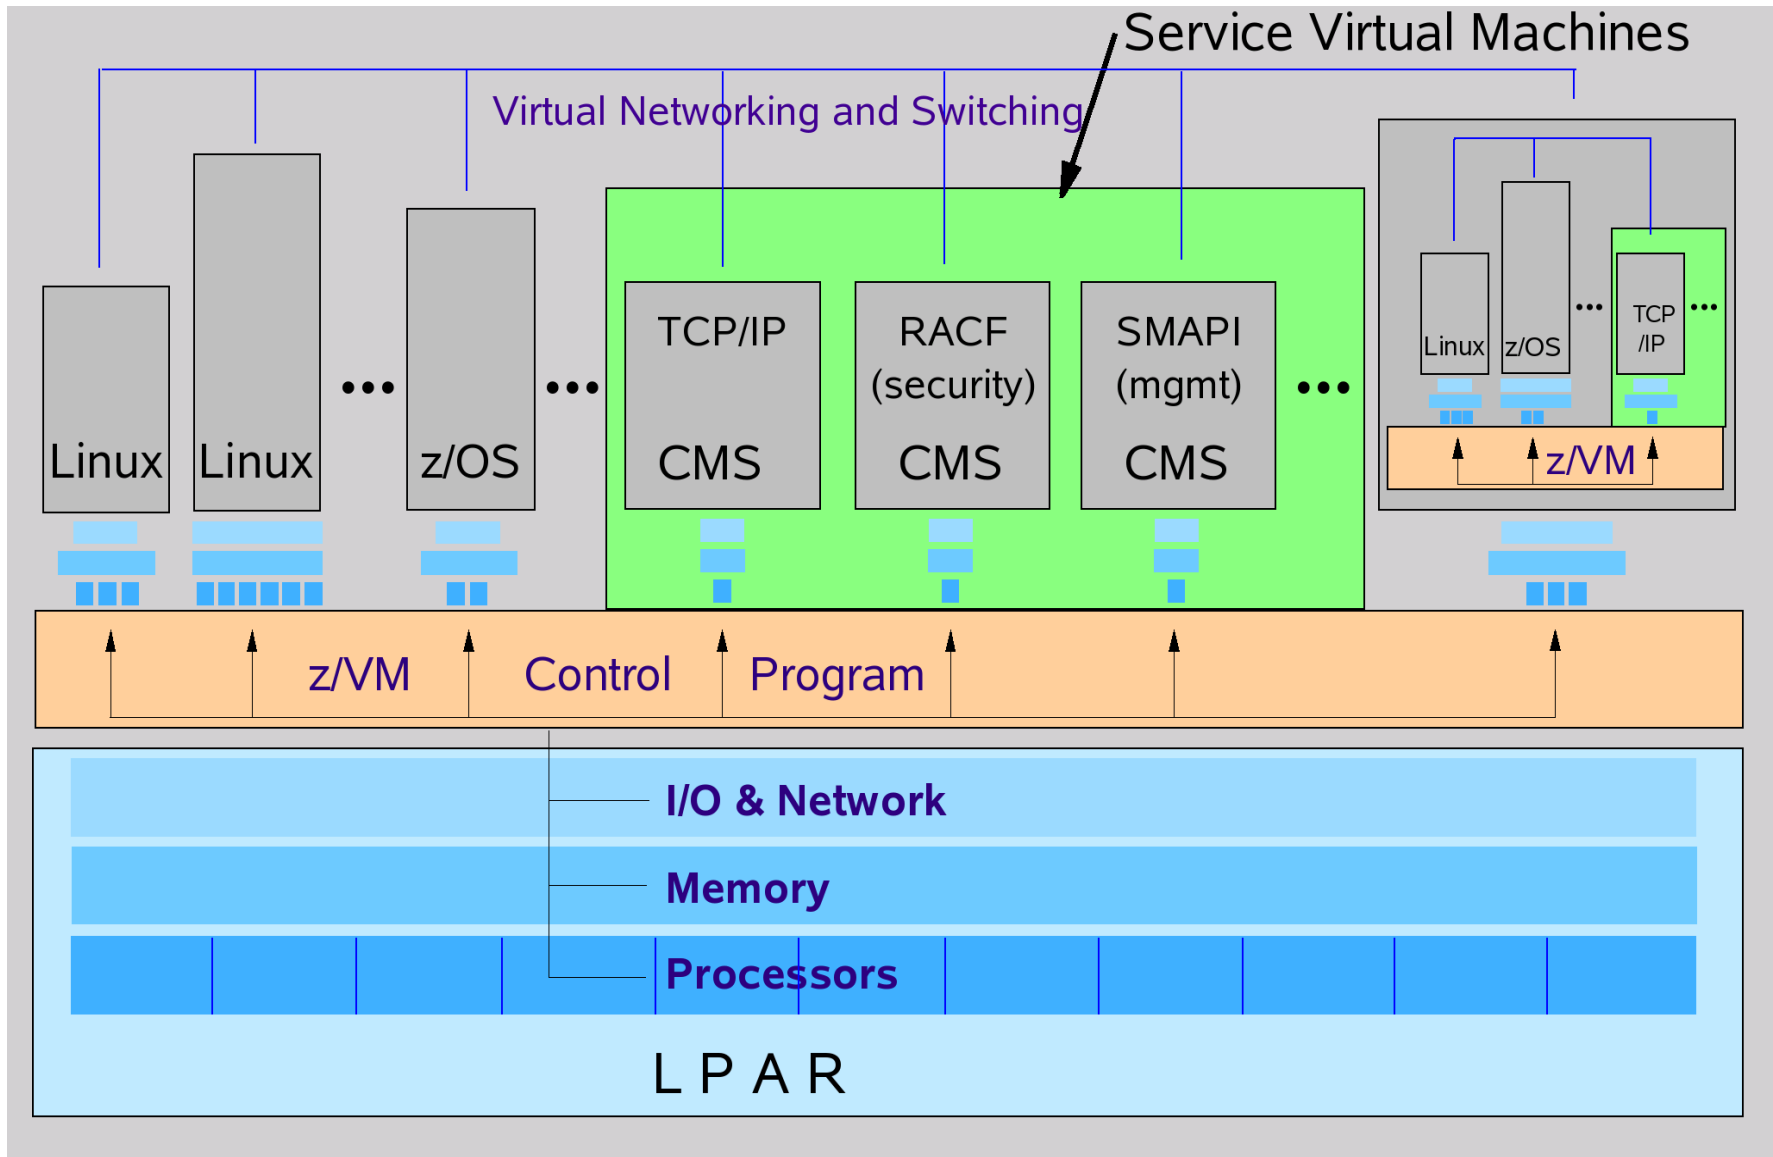 Service Virtual Machines
Virtual Networking and Switching
Linux
Linux
•••
z/OS
•••
TCP/IP
CMS
RACF
(security)
CMS
SMAPI
(mgmt)
CMS
•••
Linux
z/OS
•••
TCP
/IP
•••
z/VM
z/VM Control Program
I/O & Network
Memory
Processors
LPAR